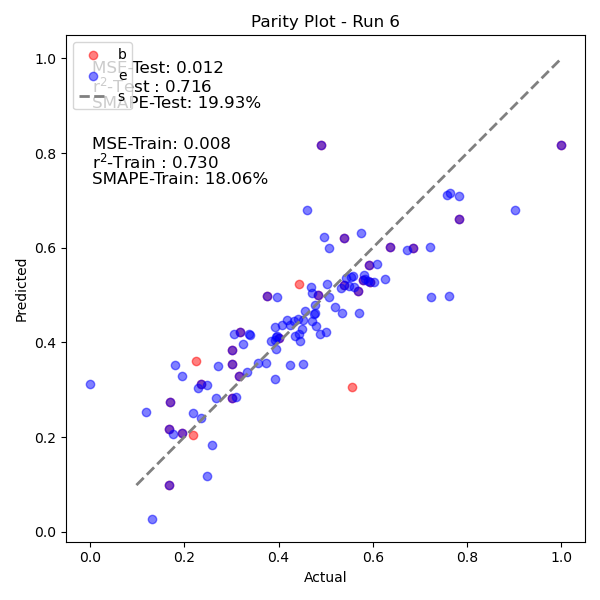 Parity Plot - Run 6
b
e
s
MSE-Test: 0.012
r²-Test : 0.716
SMAPE-Test: 19.93%
MSE-Train: 0.008
r²-Train : 0.730
SMAPE-Train: 18.06%
Predicted
1.0
0.8
0.6
0.4
0.2
0.0
0.0 0.2 0.4 0.6 0.8 1.0
Actual